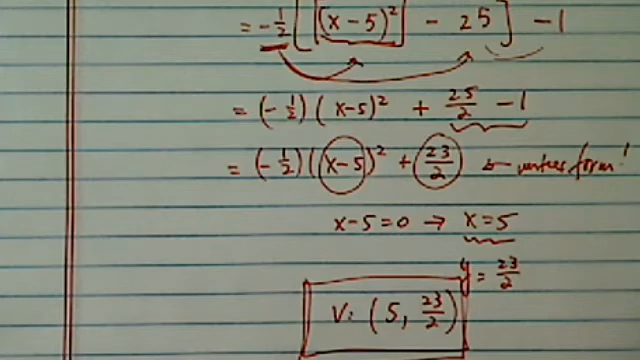 = -1/2 [ [(x-5)²] - 25 ] - 1
= (-1/2)(x-5)² + 25/2 - 1
= (-1/2)(x-5)² + 23/2 ← vertex form!
x-5=0 → x=5
y = 23/2
V: (5, 23/2)